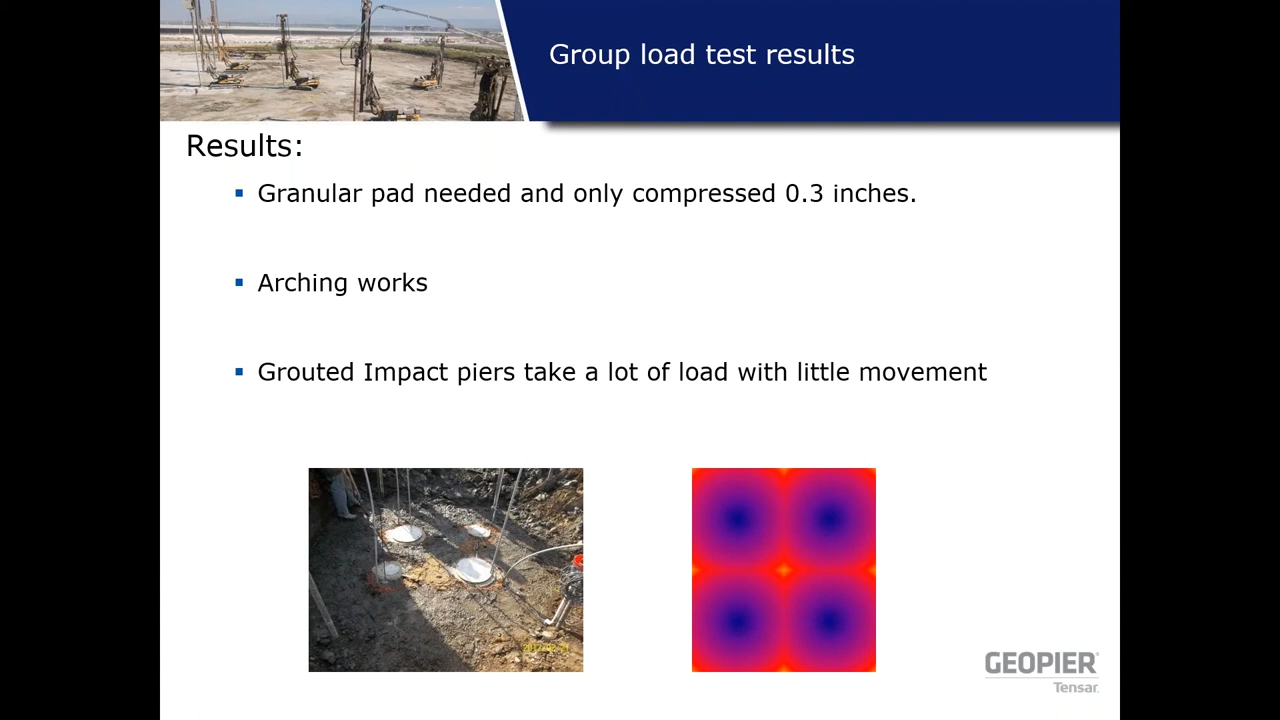 Group load test results
Results:
▪ Granular pad needed and only compressed 0.3 inches.
▪ Arching works
▪ Grouted Impact piers take a lot of load with little movement
GEOPIER®
Tensar.